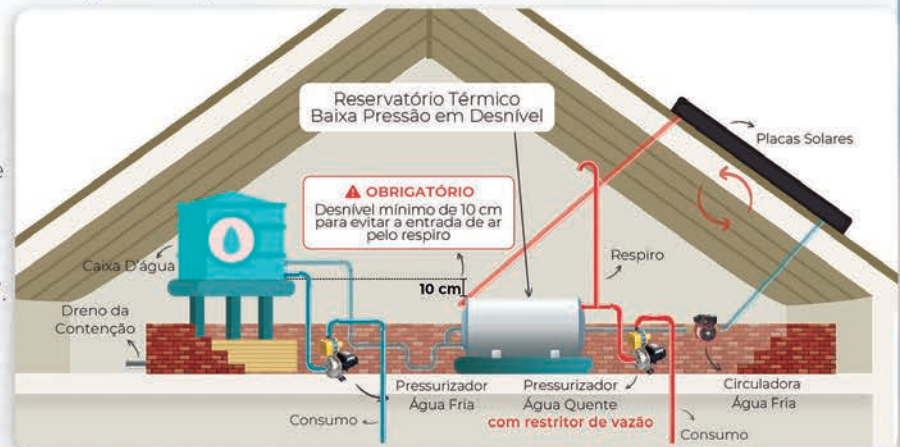 Reservatório Térmico
Baixa Pressão em Desnível
Placas Solares
OBRIGATÓRIO
Desnível mínimo de 10 cm
para evitar a entrada de ar
pelo respiro
Caixa D'água
Respiro
10 cm
Dreno da
Contenção
Pressurizador
Água Fria
Pressurizador
Água Quente
com restritor de vazão
Circuladora
Água Fria
Consumo
Consumo